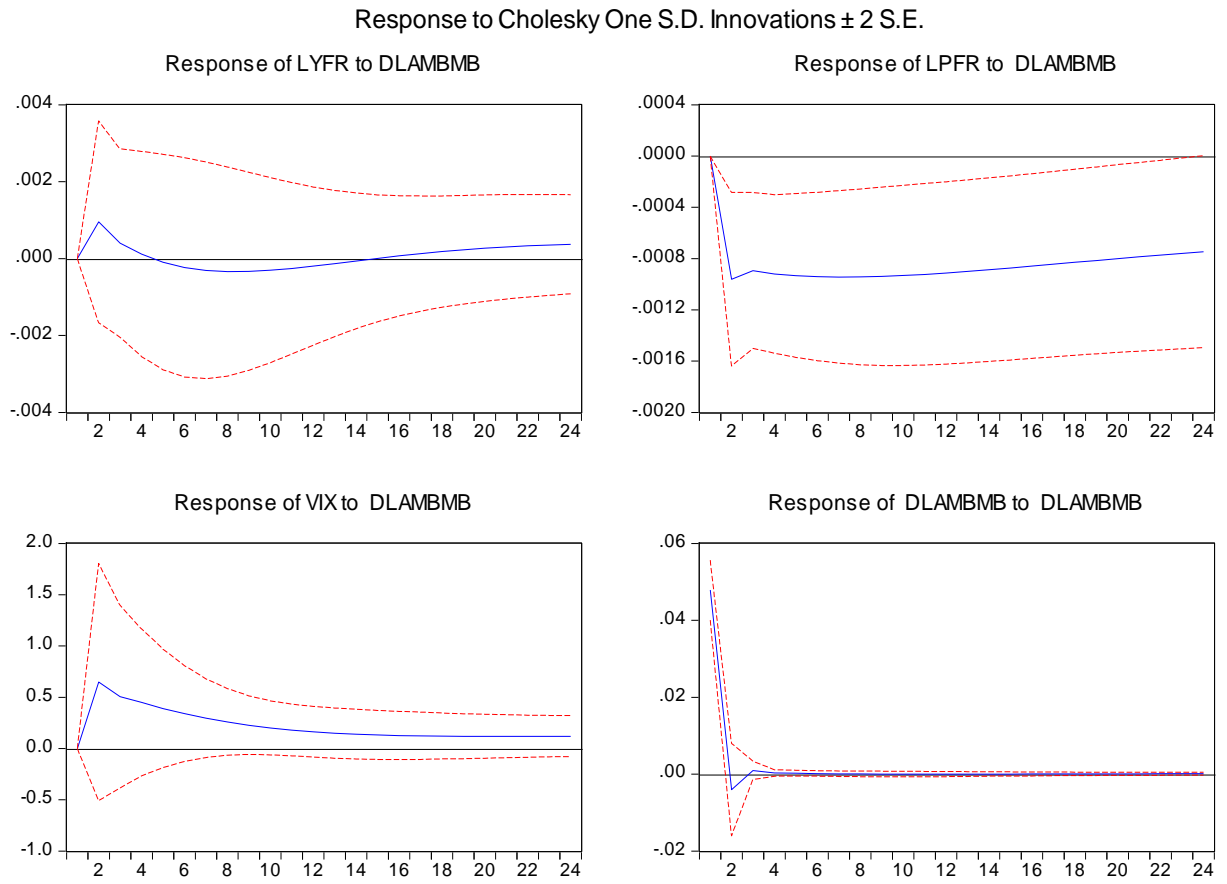 Response to Cholesky One S.D. Innovations ± 2 S.E.
Response of LYFR to DLAMBMB
.004
.002
.000
-.002
-.004
2 4 6 8 10 12 14 16 18 20 22 24
Response of LPFR to DLAMBMB
.0004
.0000
-.0004
-.0008
-.0012
-.0016
-.0020
2 4 6 8 10 12 14 16 18 20 22 24
Response of VIX to DLAMBMB
2.0
1.5
1.0
0.5
0.0
-0.5
-1.0
2 4 6 8 10 12 14 16 18 20 22 24
Response of DLAMBMB to DLAMBMB
.06
.04
.02
.00
-.02
2 4 6 8 10 12 14 16 18 20 22 24